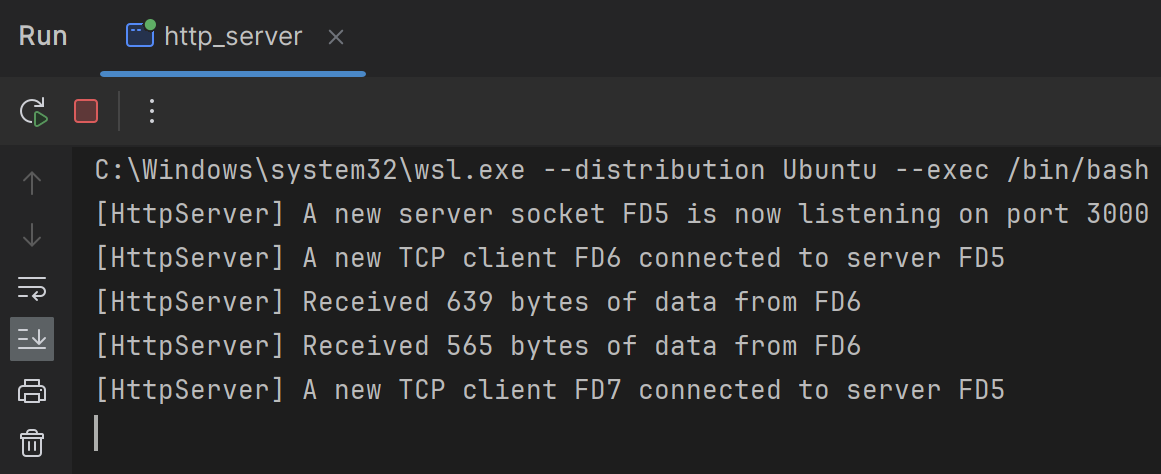 Run http_server
C:\Windows\system32\wsl.exe --distribution Ubuntu --exec /bin/bash
[HttpServer] A new server socket FD5 is now listening on port 3000
[HttpServer] A new TCP client FD6 connected to server FD5
[HttpServer] Received 639 bytes of data from FD6
[HttpServer] Received 565 bytes of data from FD6
[HttpServer] A new TCP client FD7 connected to server FD5